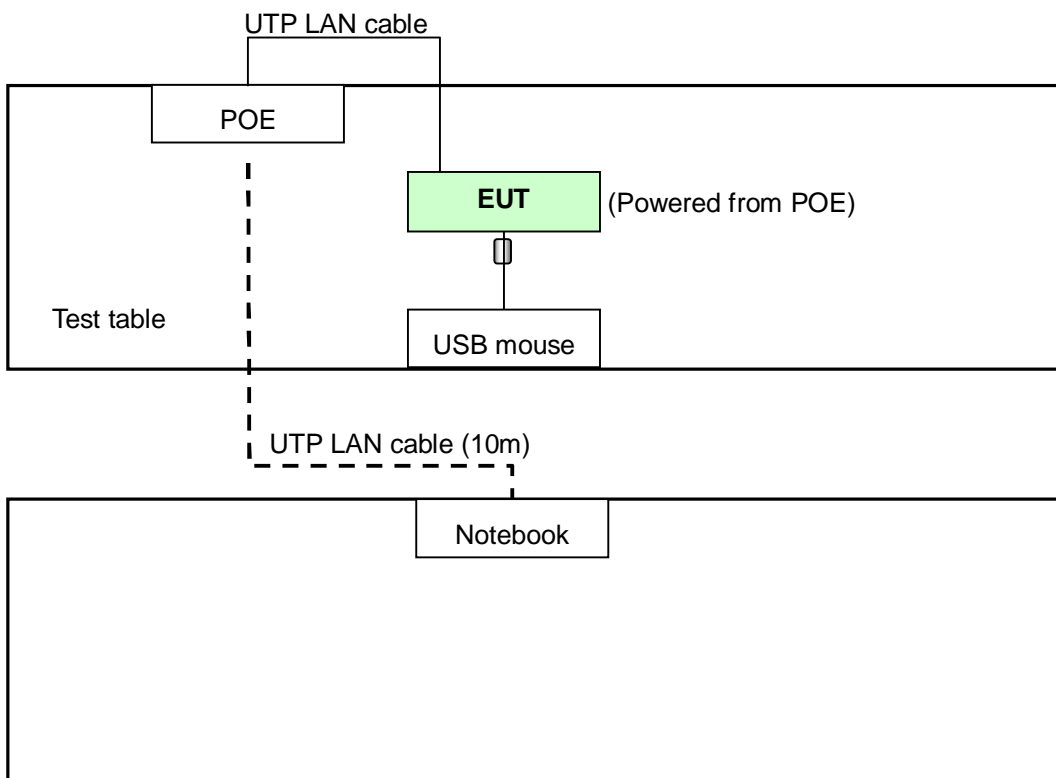 UTP LAN cable
POE
EUT
(Powered from POE)
Test table
USB mouse
UTP LAN cable (10m)
Notebook